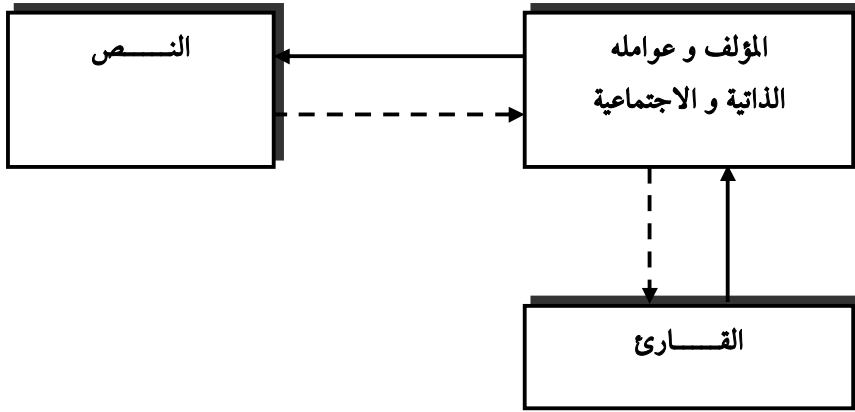 المؤلف و عوامله
الذاتية و الاجتماعية
النــــص
القــــارئ